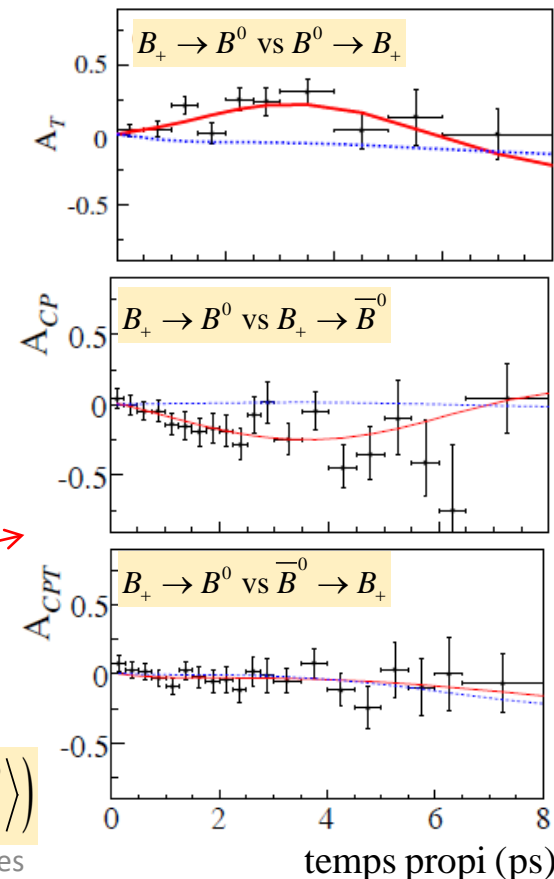 B₊ → B⁰ vs B⁰ → B₊
0.5
0
-0.5
A_T
B₊ → B⁰ vs B₊ → B̅⁰
0.5
0
-0.5
A_CP
B₊ → B⁰ vs B̅⁰ → B₊
0.5
0
-0.5
A_CPT
0 2 4 6 8
temps propi (ps)
⟩)
es